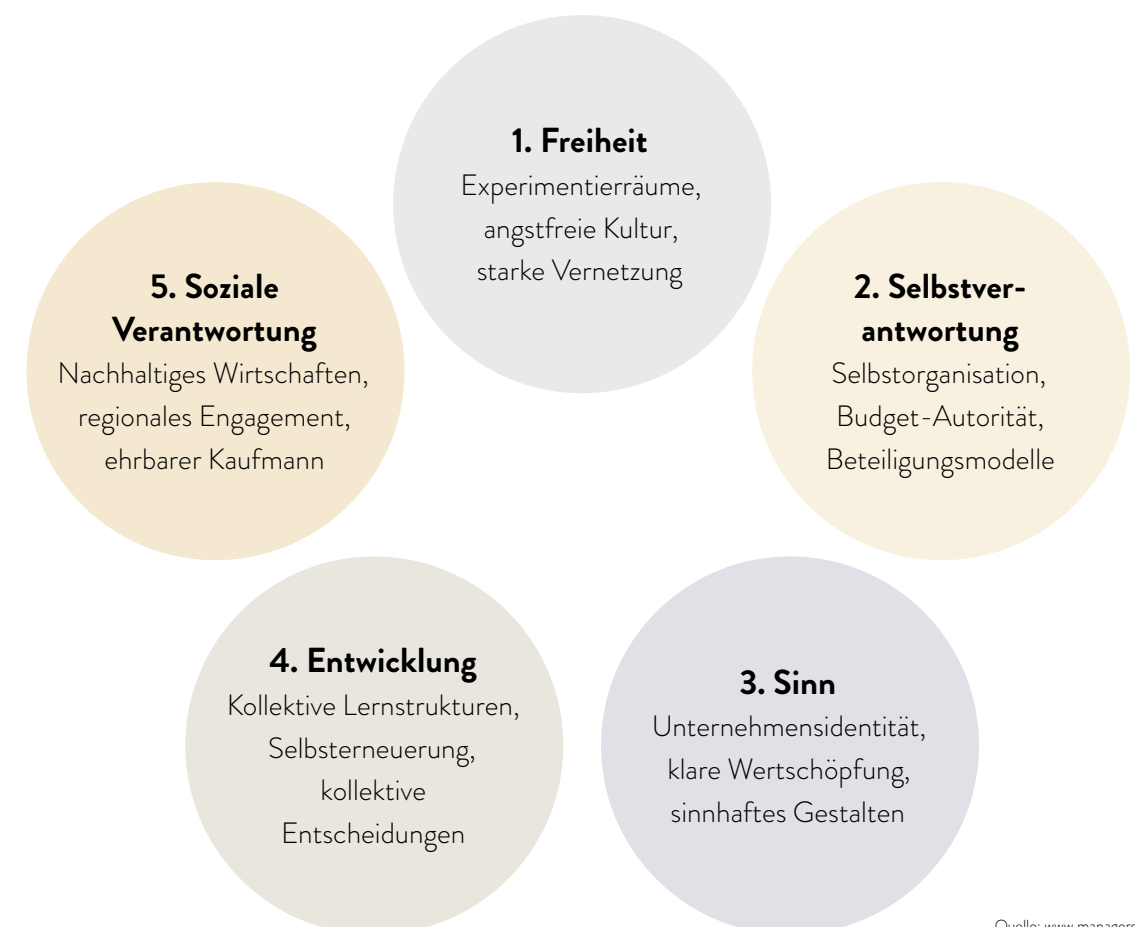 1. Freiheit
Experimentierräume,
angstfreie Kultur,
starke Vernetzung
2. Selbstver-
antwortung
Selbstorganisation,
Budget-Autorität,
Beteiligungsmodelle
3. Sinn
Unternehmensidentität,
klare Wertschöpfung,
sinnhaftes Gestalten
4. Entwicklung
Kollektive Lernstrukturen,
Selbsterneuerung,
kollektive
Entscheidungen
5. Soziale
Verantwortung
Nachhaltiges Wirtschaften,
regionales Engagement,
ehrbarer Kaufmann
Quelle: